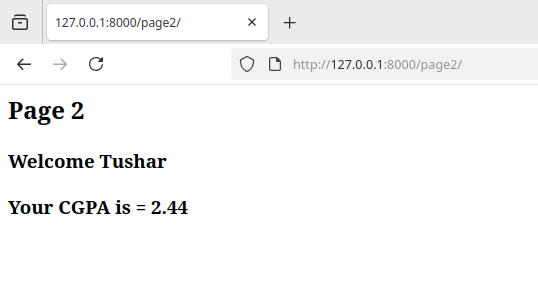 127.0.0.1:8000/page2/
http://127.0.0.1:8000/page2/
Page 2
Welcome Tushar
Your CGPA is = 2.44